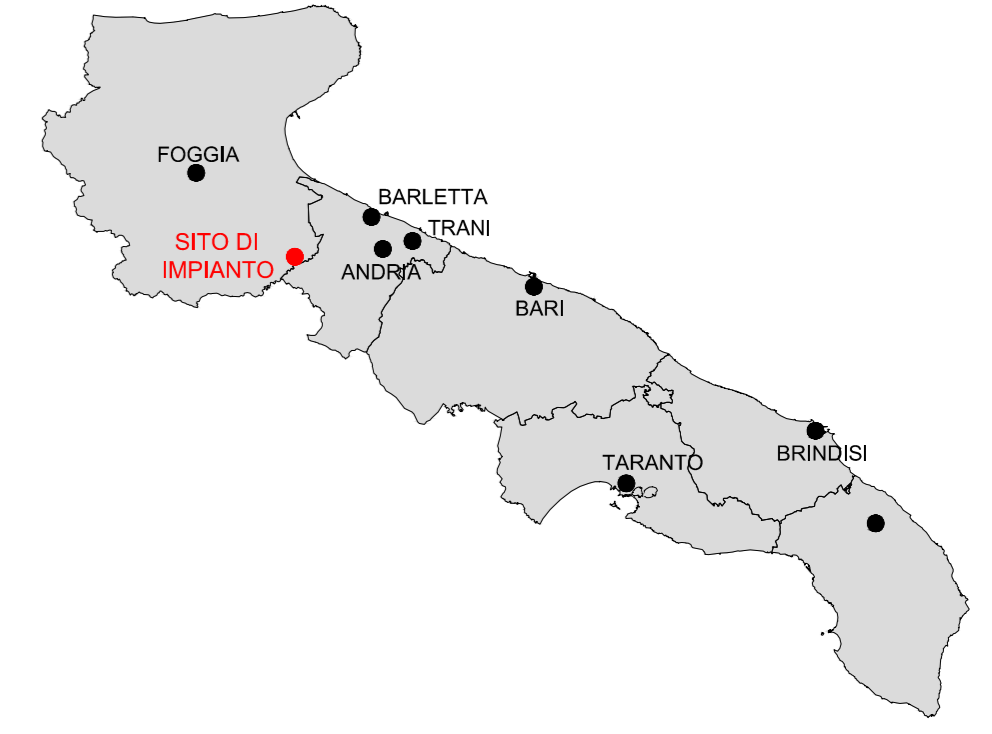 FOGGIA
BARLETTA
TRANI
SITO DI
IMPIANTO
ANDRIA
BARI
TARANTO
BRINDISI